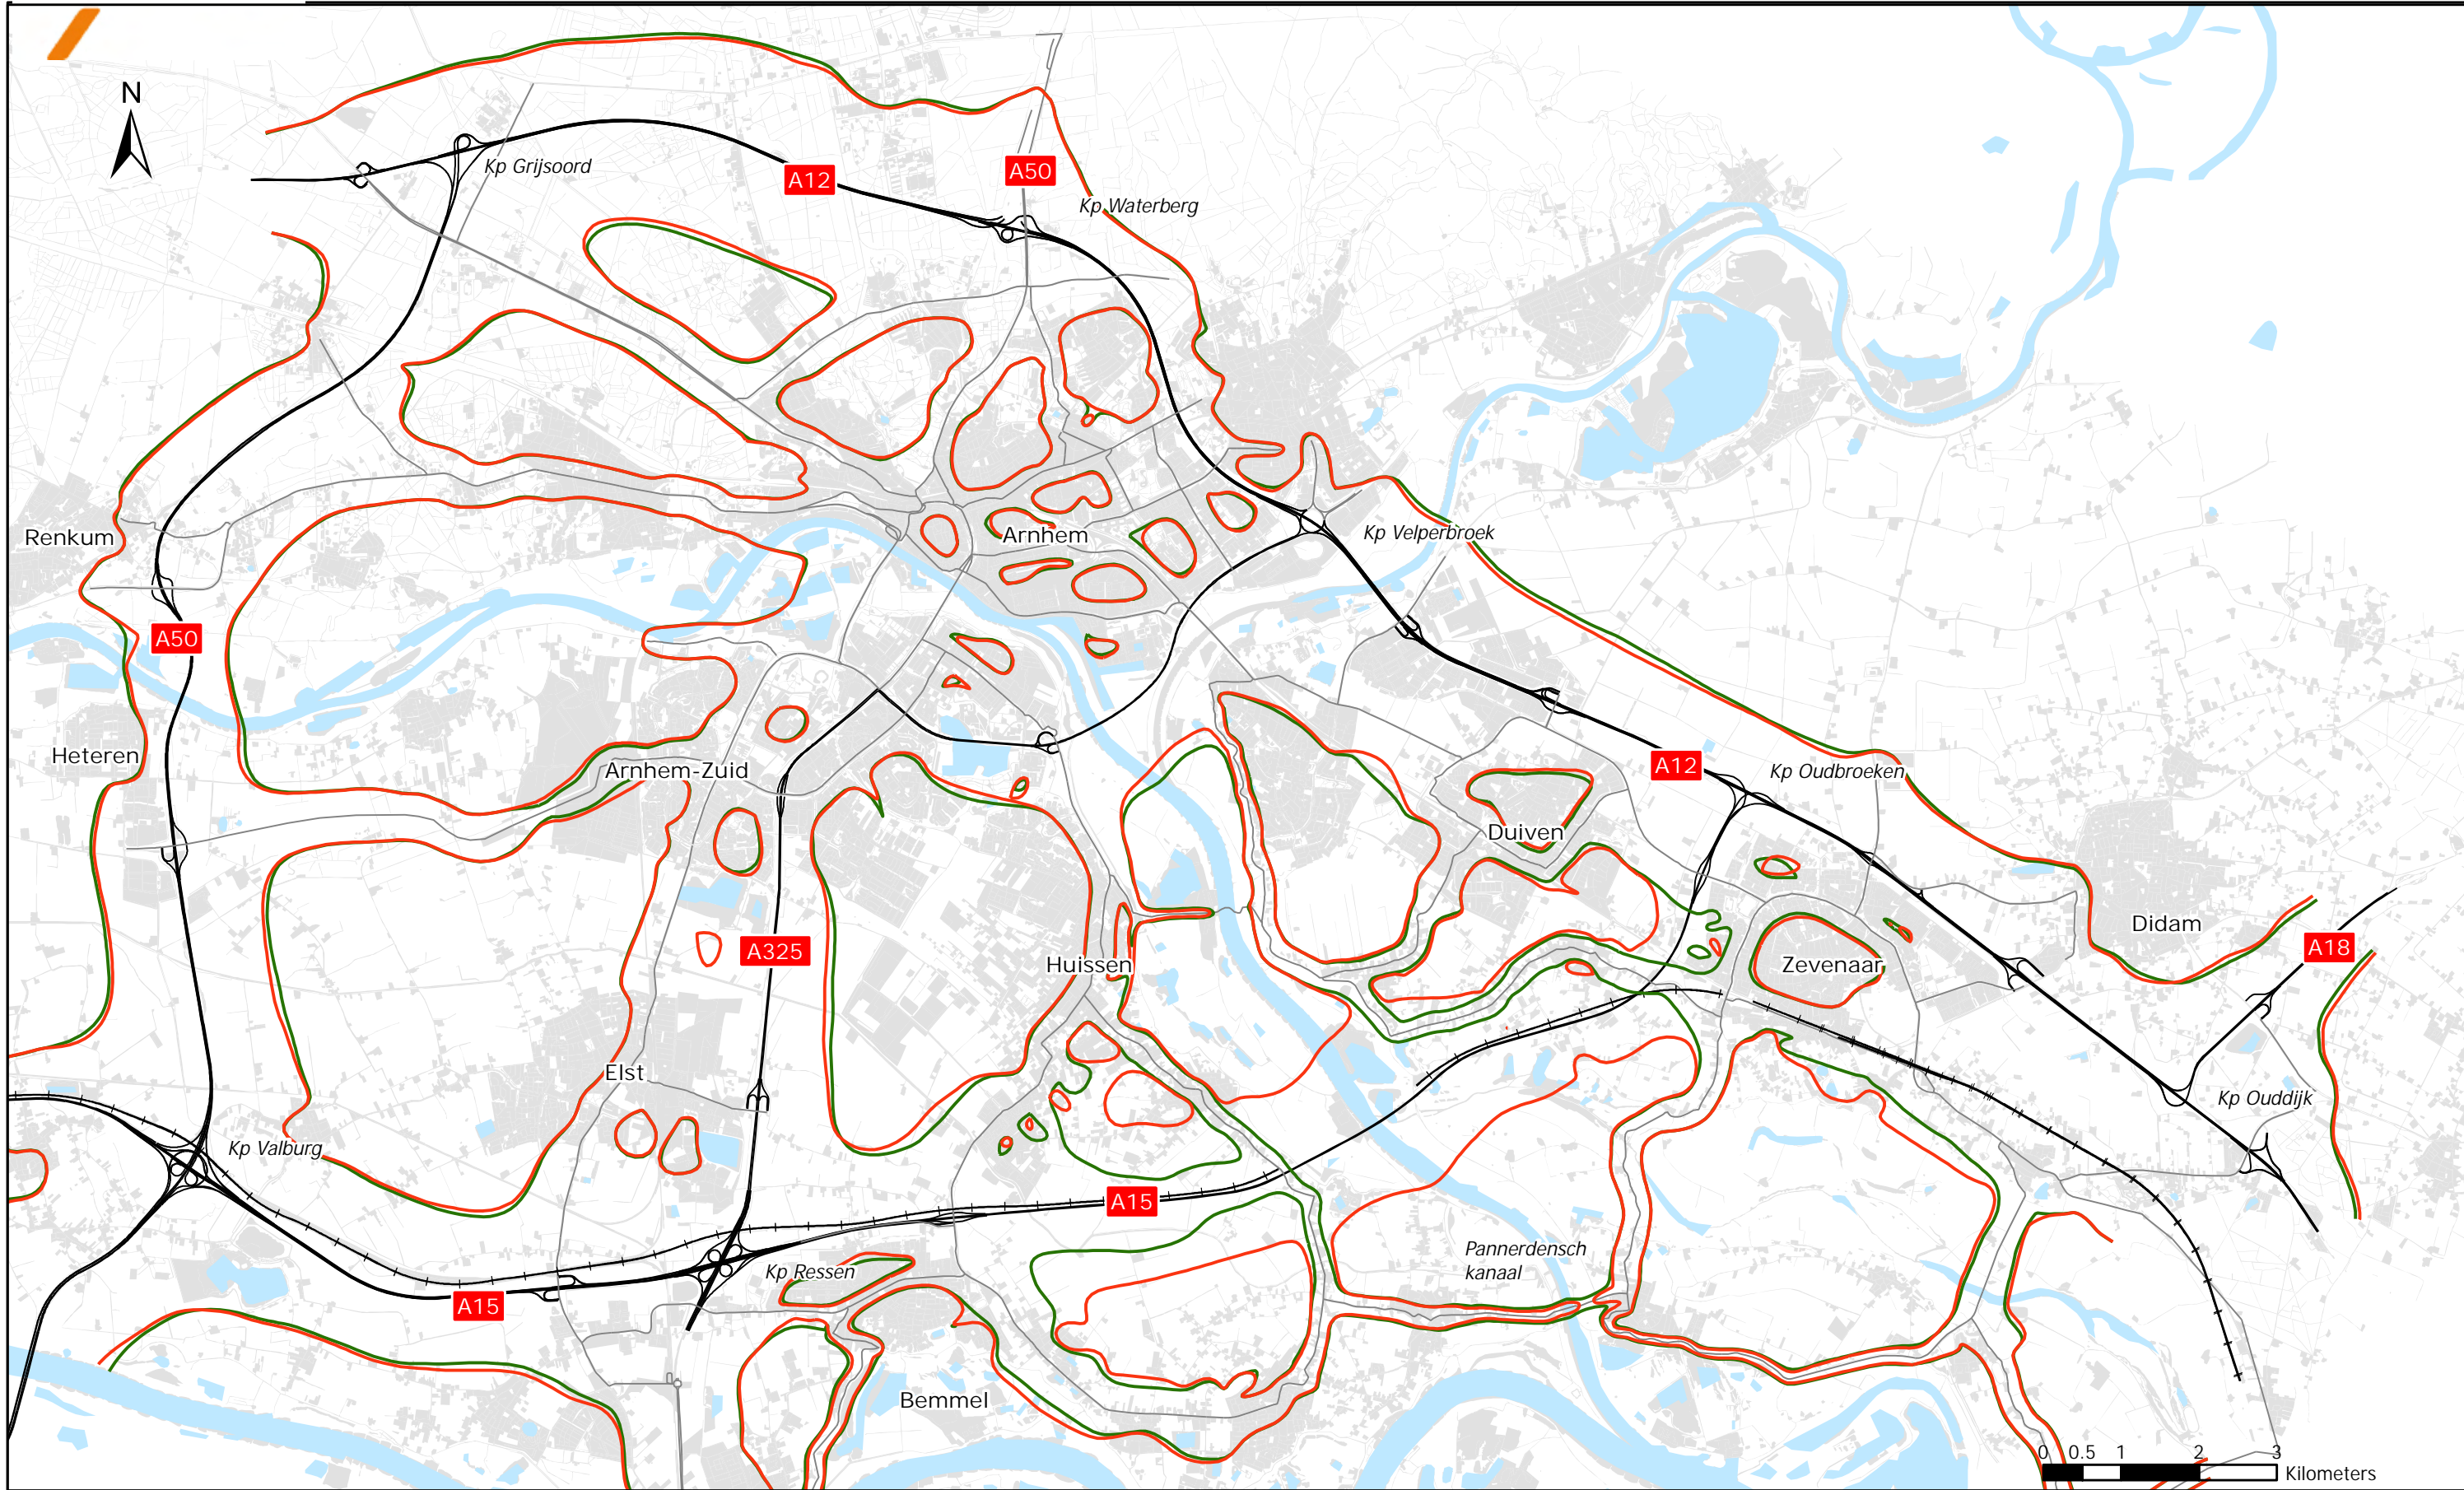 N
Kp Grijsoord
A12
A50
Kp Waterberg
Renkum
Arnhem
Kp Velperbroek
A50
Heteren
Arnhem-Zuid
A12
Kp Oudbroeken
Duiven
Didam
A325
Huissen
Zevenaar
A18
Elst
Kp Ouddijk
Kp Valburg
A15
Kp Ressen
Pannerdensch
kanaal
A15
Bemmel
0 0.5 1 2 3
Kilometers